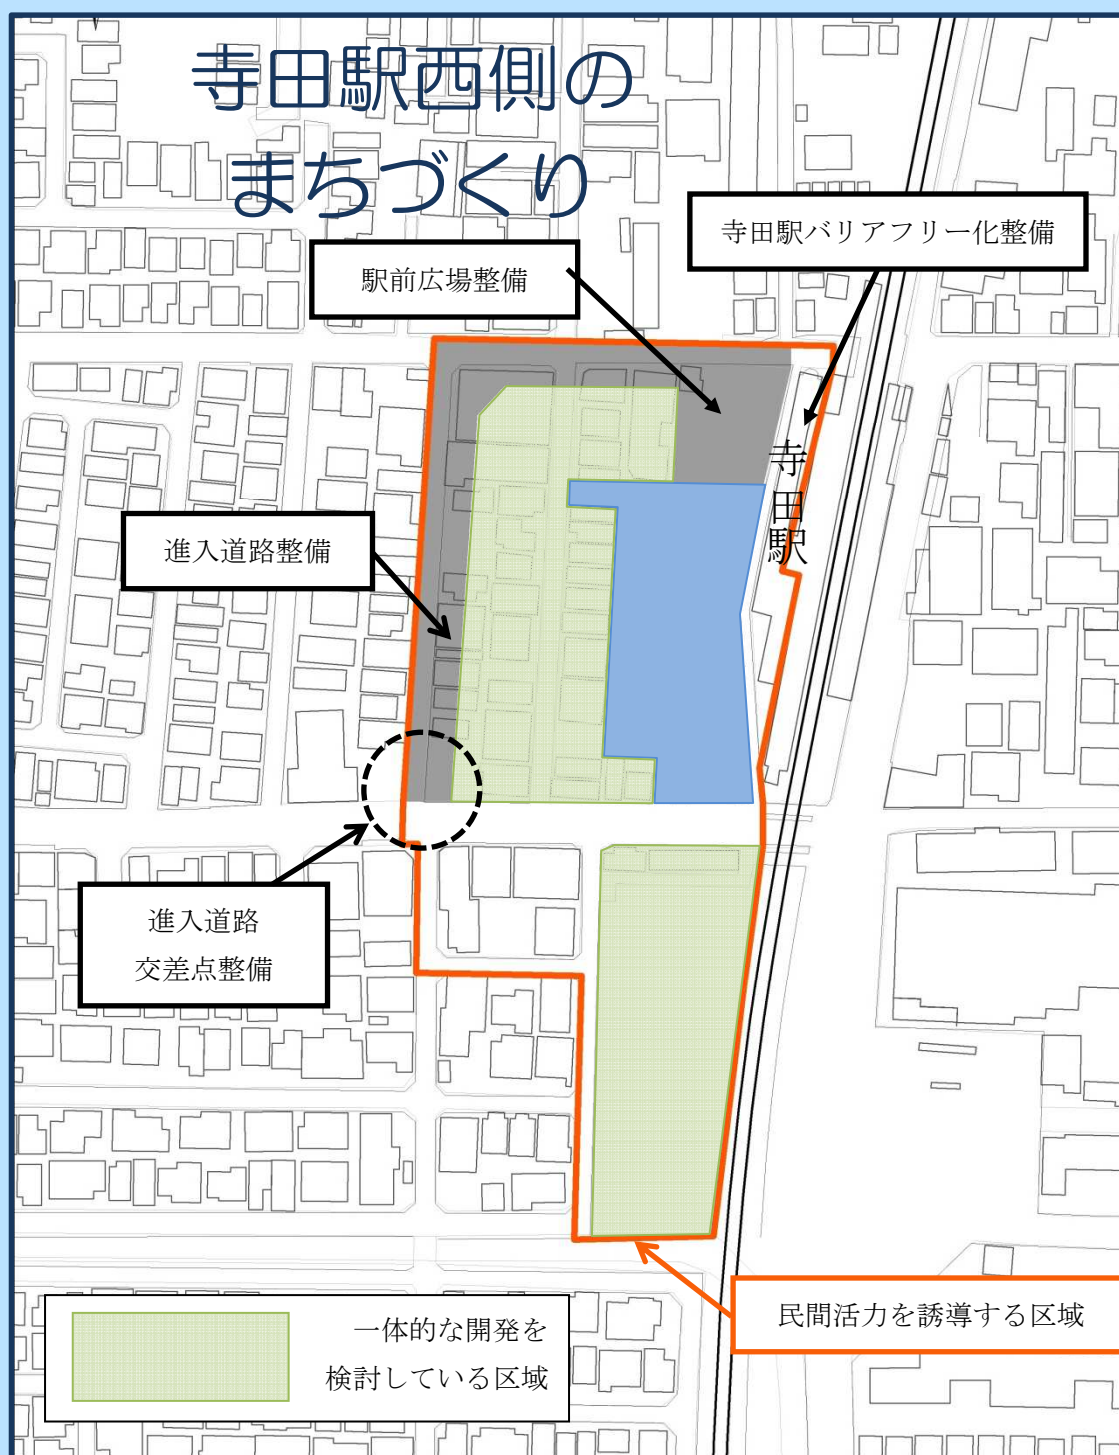 寺田駅西側の
まちづくり
寺田駅バリアフリー化整備
駅前広場整備
寺田駅
進入道路整備
進入道路
交差点整備
民間活力を誘導する区域
一体的な開発を
検討している区域